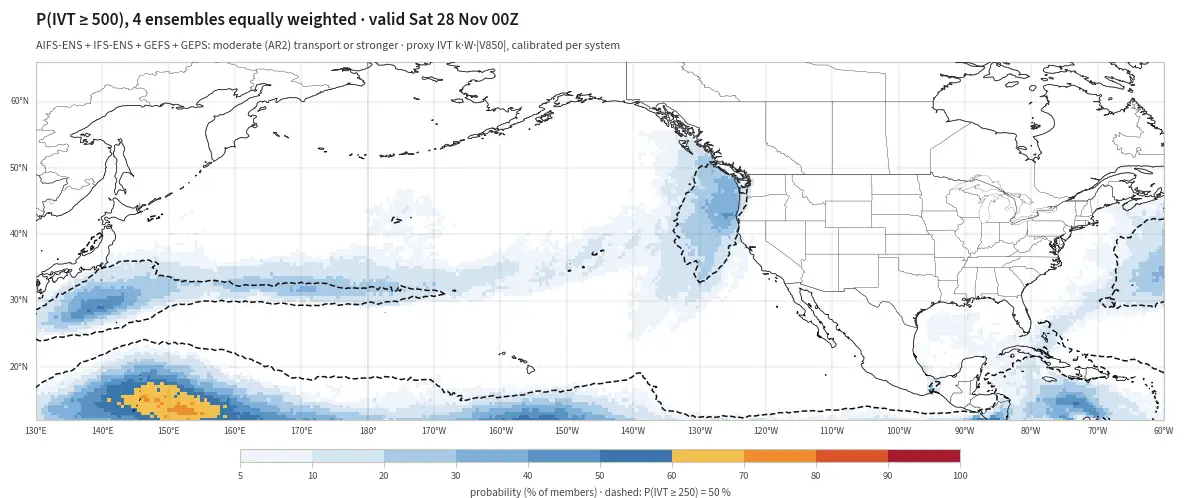 P(IVT ≥ 500), 4 ensembles equally weighted · valid Sat 28 Nov 00Z
AIFS-ENS + IFS-ENS + GEFS + GEPS: moderate (AR2) transport or stronger · proxy IVT k·W·|V850|, calibrated per system
60°N
50°N
40°N
30°N
20°N
130°E 140°E 150°E 160°E 170°E 180° 170°W 160°W 150°W 140°W 130°W 120°W 110°W 100°W 90°W 80°W 70°W 60°W
5 10 20 30 40 50 60 70 80 90 100
probability (% of members) · dashed: P(IVT ≥ 250) = 50 %